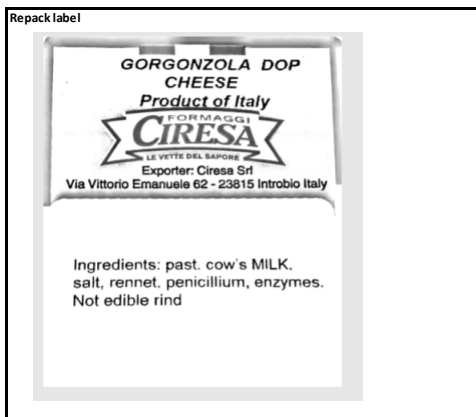 Repack label
GORGONZOLA DOP
CHEESE
Product of Italy
FORMAGGI
CIRESA
LE VETTE DEL SAPORE
Exporter: Ciresa Srl
Via Vittorio Emanuele 62 - 23815 Introbio Italy
Ingredients: past. cow's MILK,
salt, rennet, penicillium, enzymes.
Not edible rind